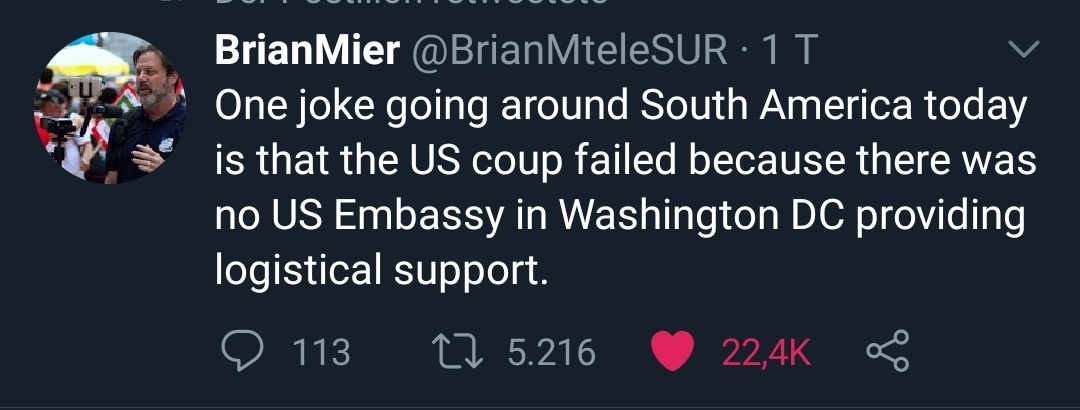 BrianMier @BrianMteleSUR · 1 T
One joke going around South America today
is that the US coup failed because there was
no US Embassy in Washington DC providing
logistical support.
113 5.216 22,4K